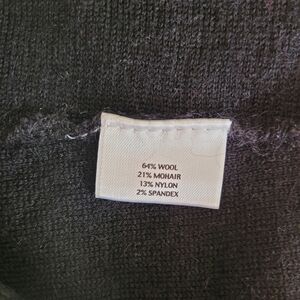 64% WOOL
21% MOHAIR
13% NYLON
2% SPANDEX